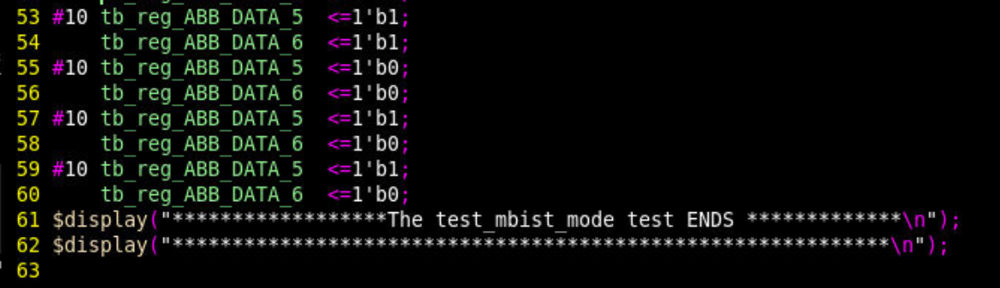 53 #10 tb_reg_ABB_DATA_5  <=1'b1;
54     tb_reg_ABB_DATA_6  <=1'b1;
55 #10 tb_reg_ABB_DATA_5  <=1'b0;
56     tb_reg_ABB_DATA_6  <=1'b0;
57 #10 tb_reg_ABB_DATA_5  <=1'b1;
58     tb_reg_ABB_DATA_6  <=1'b0;
59 #10 tb_reg_ABB_DATA_5  <=1'b1;
60     tb_reg_ABB_DATA_6  <=1'b0;
61 $display("******************The test_mbist_mode test ENDS *************\n");
62 $display("************************************************************\n");
63